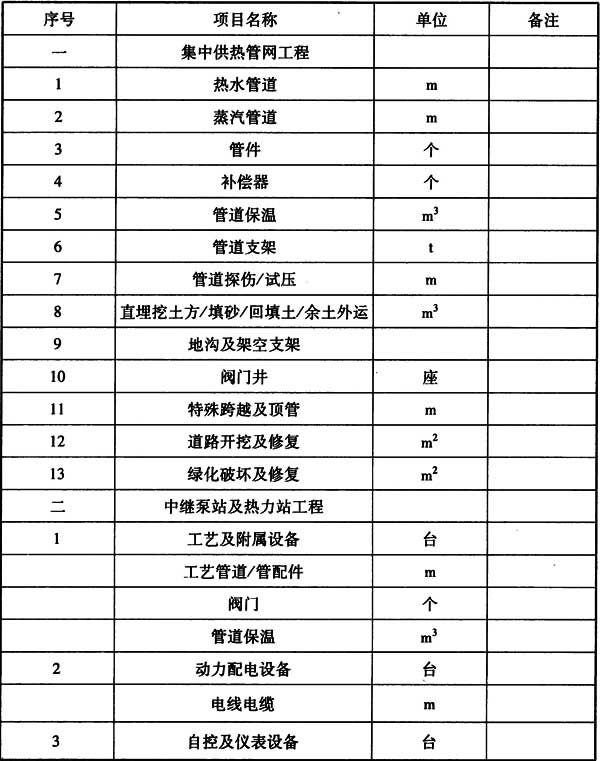 序号 项目名称 单位 备注
一 集中供热管网工程
1 热水管道 m
2 蒸汽管道 m
3 管件 个
4 补偿器 个
5 管道保温 m³
6 管道支架 t
7 管道探伤/试压 m
8 直埋挖土方/填砂/回填土/余土外运 m³
9 地沟及架空支架
10 阀门井 座
11 特殊跨越及顶管 m
12 道路开挖及修复 m²
13 绿化破坏及修复 m²
二 中继泵站及热力站工程
1 工艺及附属设备 台
工艺管道/管配件 m
阀门 个
管道保温 m³
2 动力配电设备 台
电线电缆 m
3 自控及仪表设备 台